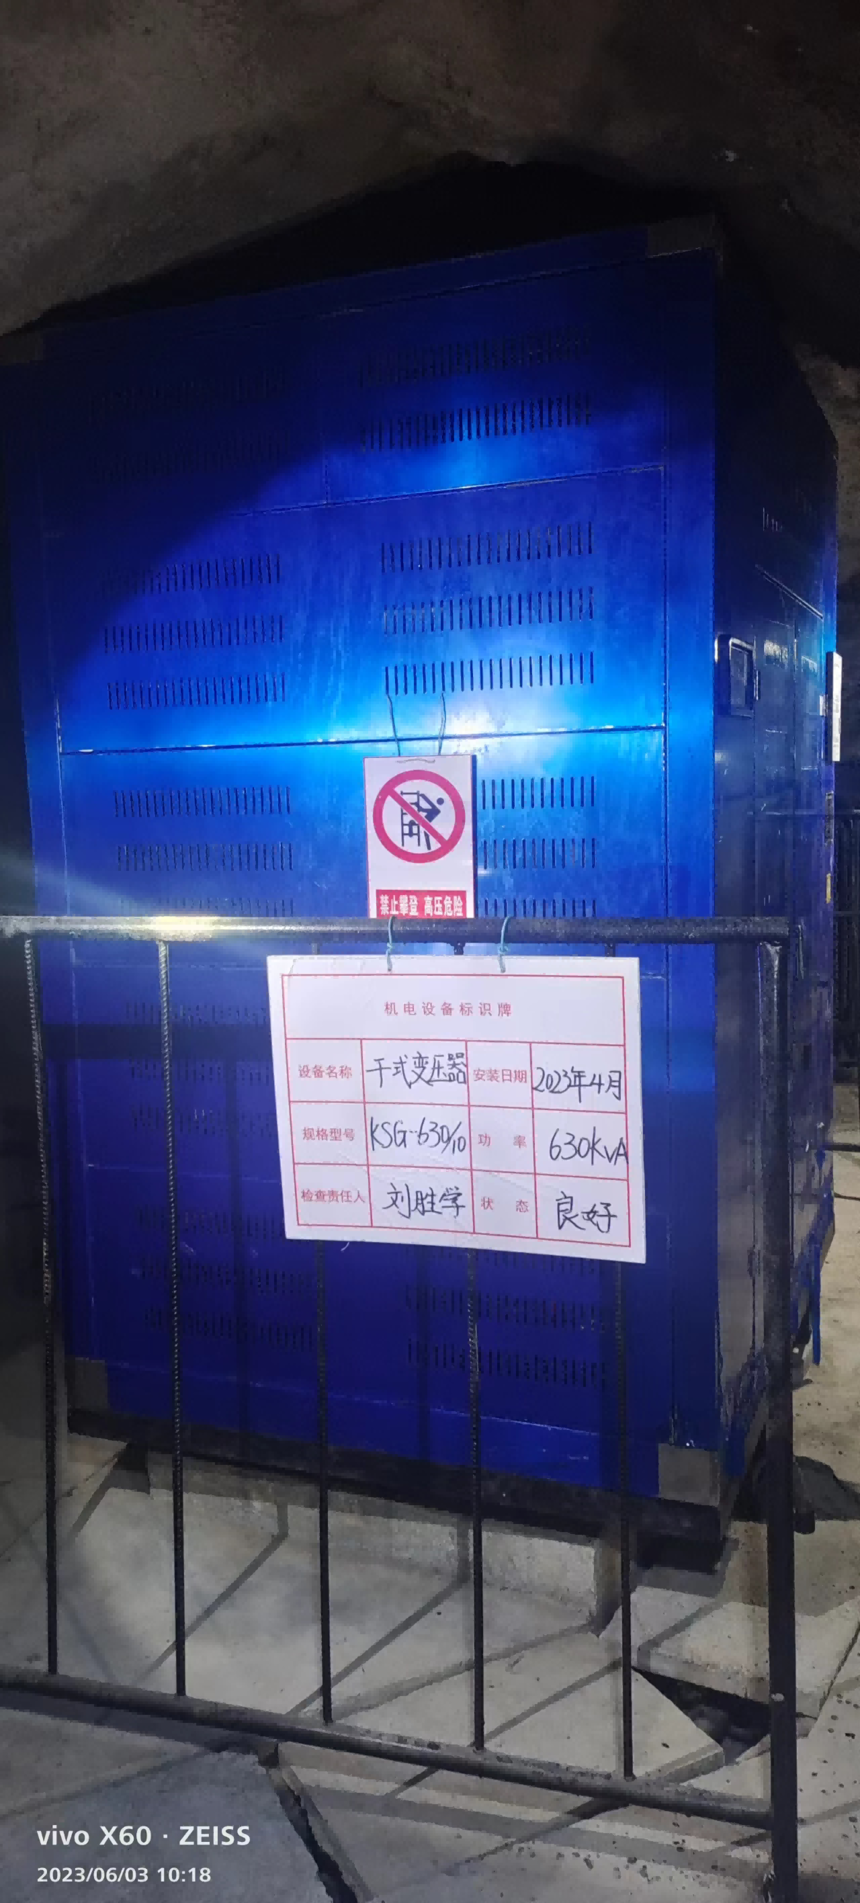 禁止攀登 高压危险
机电设备标识牌
设备名称 干式变压器 安装日期 2023年4月
规格型号 KSG-630/10 功 率 630KVA
检查责任人 刘胜学 状 态 良好
vivo X60 · ZEISS
2023/06/03 10:18